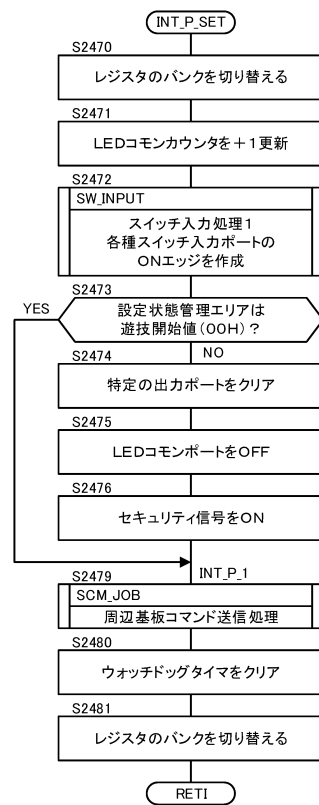 INT_P_SET
S2470
レジスタのバンクを切り替える
S2471
LEDコモンカウンタを+1更新
S2472
SW_INPUT
スイッチ入力処理1
各種スイッチ入力ポートの
ONエッジを作成
S2473
YES
設定状態管理エリアは
遊技開始値(00H)?
NO
S2474
特定の出力ポートをクリア
S2475
LEDコモンポートをOFF
S2476
セキュリティ信号をON
S2479
INT_P_1
SCM_JOB
周辺基板コマンド送信処理
S2480
ウォッチドッグタイマをクリア
S2481
レジスタのバンクを切り替える
RETI